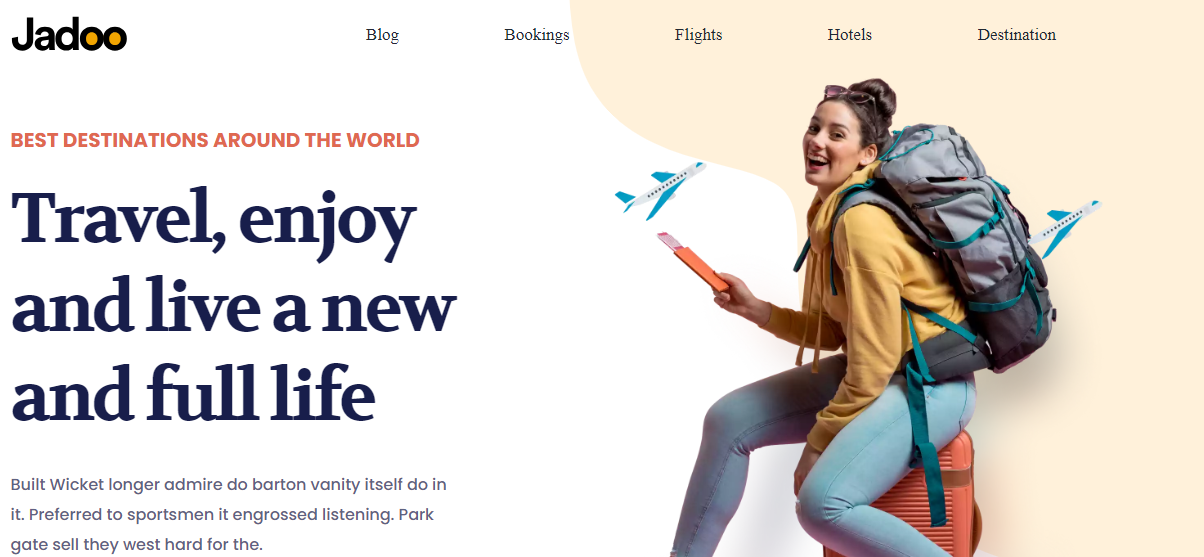 Jadoo
Blog Bookings Flights Hotels Destination
BEST DESTINATIONS AROUND THE WORLD
Travel, enjoy
and live a new
and full life
Built Wicket longer admire do barton vanity itself do in
it. Preferred to sportsmen it engrossed listening. Park
gate sell they west hard for the.